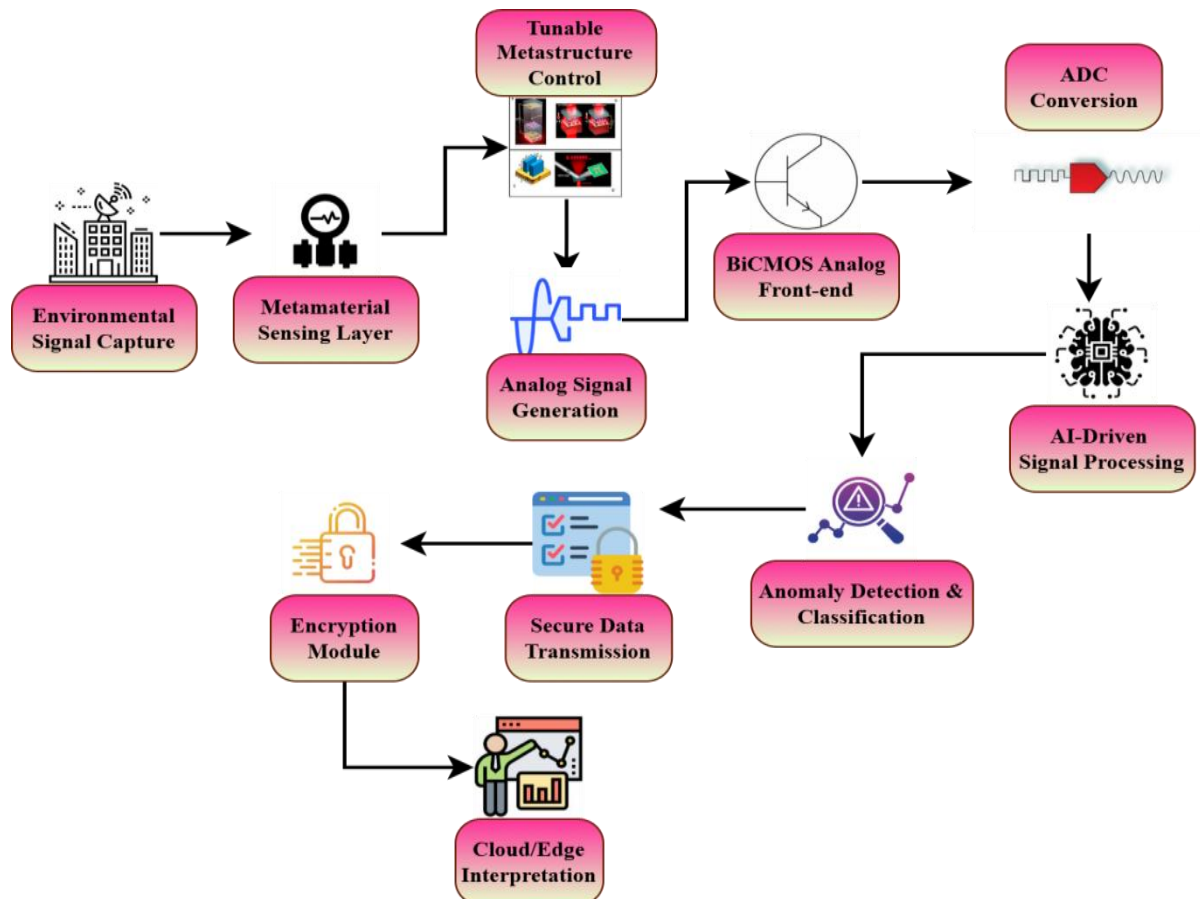 Tunable
Metastructure
Control
ADC
Conversion
Environmental
Signal Capture
Metamaterial
Sensing Layer
BiCMOS Analog
Front-end
Analog Signal
Generation
AI-Driven
Signal Processing
Anomaly Detection &
Classification
Secure Data
Transmission
Encryption
Module
Cloud/Edge
Interpretation